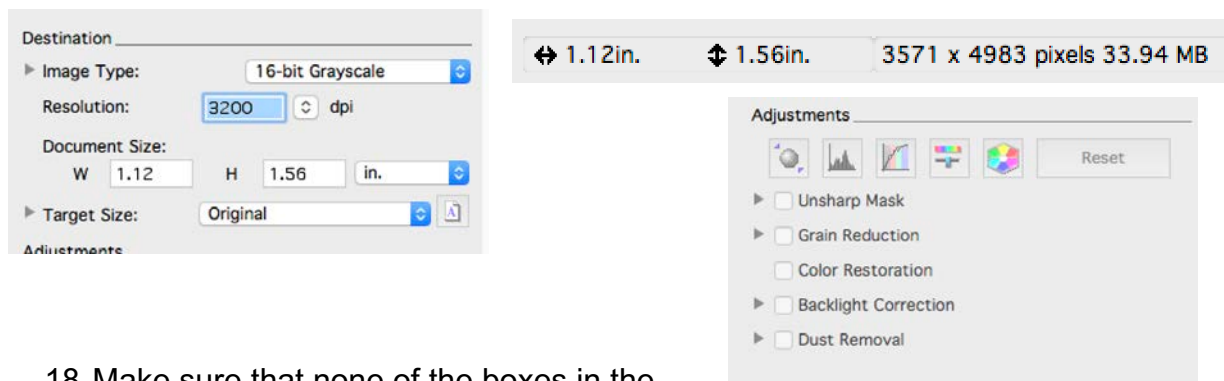 Destination
Image Type: 16-bit Grayscale
Resolution: 3200 dpi
Document Size:
W 1.12 H 1.56 in.
Target Size: Original A
Adjustments
1.12in. 1.56in. 3571 x 4983 pixels 33.94 MB
Adjustments
Reset
Unsharp Mask
Grain Reduction
Color Restoration
Backlight Correction
Dust Removal
18. Make sure that none of the boxes in the